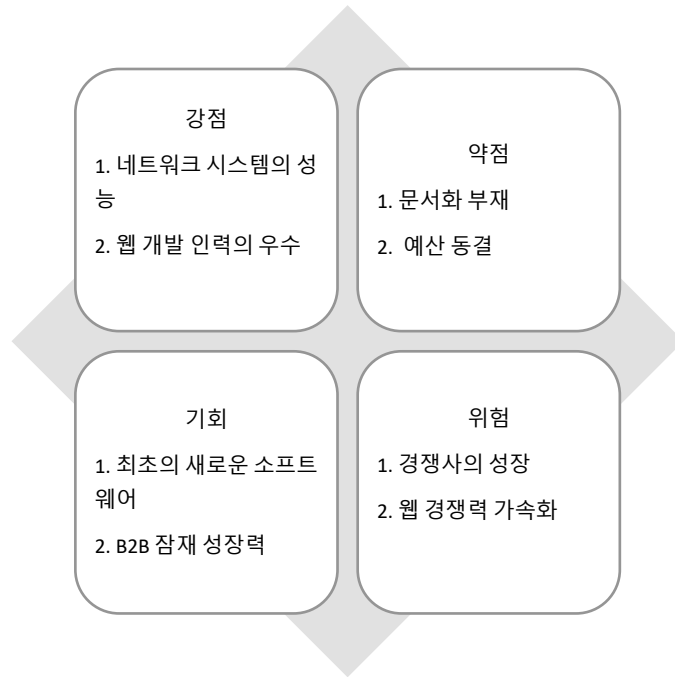 강점
1. 네트워크 시스템의 성
능
2. 웹 개발 인력의 우수
약점
1. 문서화 부재
2. 예산 동결
기회
1. 최초의 새로운 소프트
웨어
2. B2B 잠재 성장력
위험
1. 경쟁사의 성장
2. 웹 경쟁력 가속화